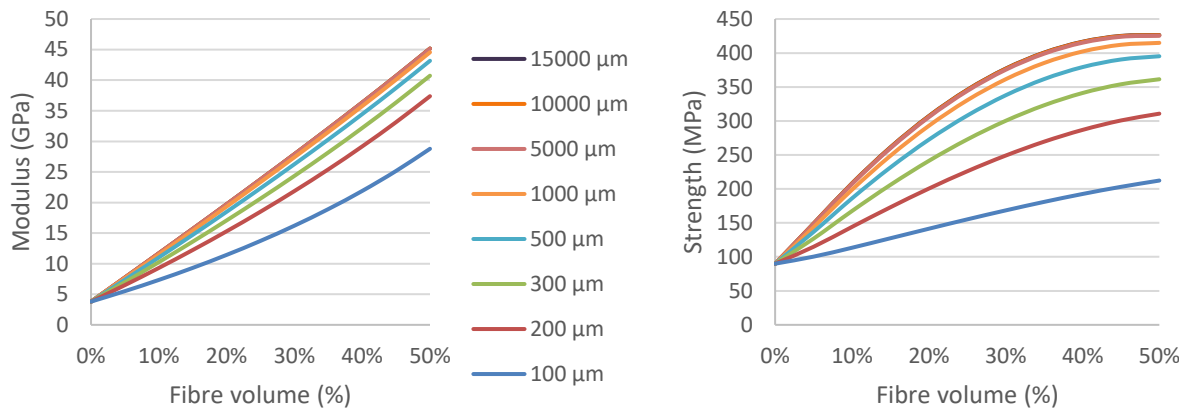 50
45
40
35
30
25
20
15
10
5
0
Modulus (GPa)
0% 10% 20% 30% 40% 50%
Fibre volume (%)
15000 µm
10000 µm
5000 µm
1000 µm
500 µm
300 µm
200 µm
100 µm
450
400
350
300
250
200
150
100
50
0
Strength (MPa)
0% 10% 20% 30% 40% 50%
Fibre volume (%)